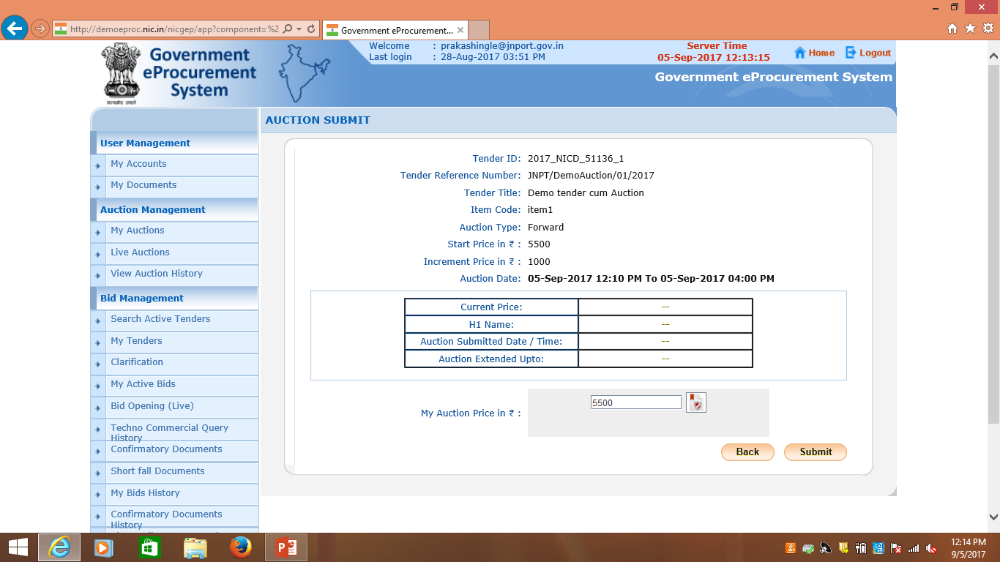 http://demoeproc.nic.in/nicgep/app?component=%2
Government eProcurement...
Government
eProcurement
System
Welcome : prakashingle@jnport.gov.in
Last login : 28-Aug-2017 03:51 PM
Server Time
05-Sep-2017 12:13:15
Home
Logout
Government eProcurement System
AUCTION SUBMIT
User Management
My Accounts
My Documents
Auction Management
My Auctions
Live Auctions
View Auction History
Bid Management
Search Active Tenders
My Tenders
Clarification
My Active Bids
Bid Opening (Live)
Techno Commercial Query
History
Confirmatory Documents
Short fall Documents
My Bids History
Confirmatory Documents
History
Tender ID: 2017_NICD_51136_1
Tender Reference Number: JNPT/DemoAuction/01/2017
Tender Title: Demo tender cum Auction
Item Code: item1
Auction Type: Forward
Start Price in ₹ : 5500
Increment Price in ₹ : 1000
Auction Date: 05-Sep-2017 12:10 PM To 05-Sep-2017 04:00 PM
Current Price: --
H1 Name: --
Auction Submitted Date / Time: --
Auction Extended Upto: --
My Auction Price in ₹ : 5500
Back
Submit
12:14 PM
9/5/2017